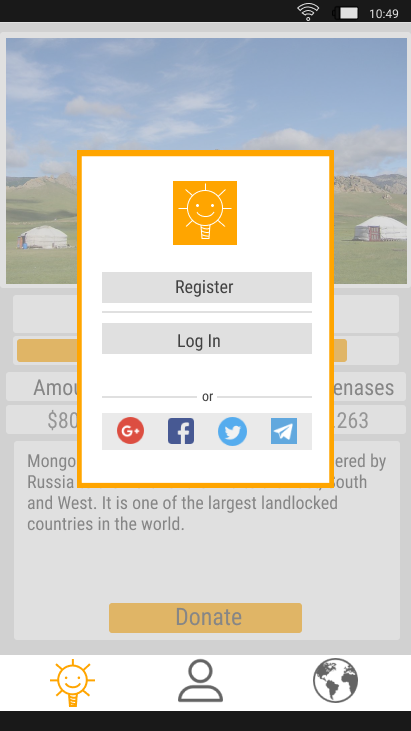 10:49
Register
Log In
or
G+
Amou enases
$80 263
Mongo ered by
Russia outh
and West. It is one of the largest landlocked
countries in the world.
Donate